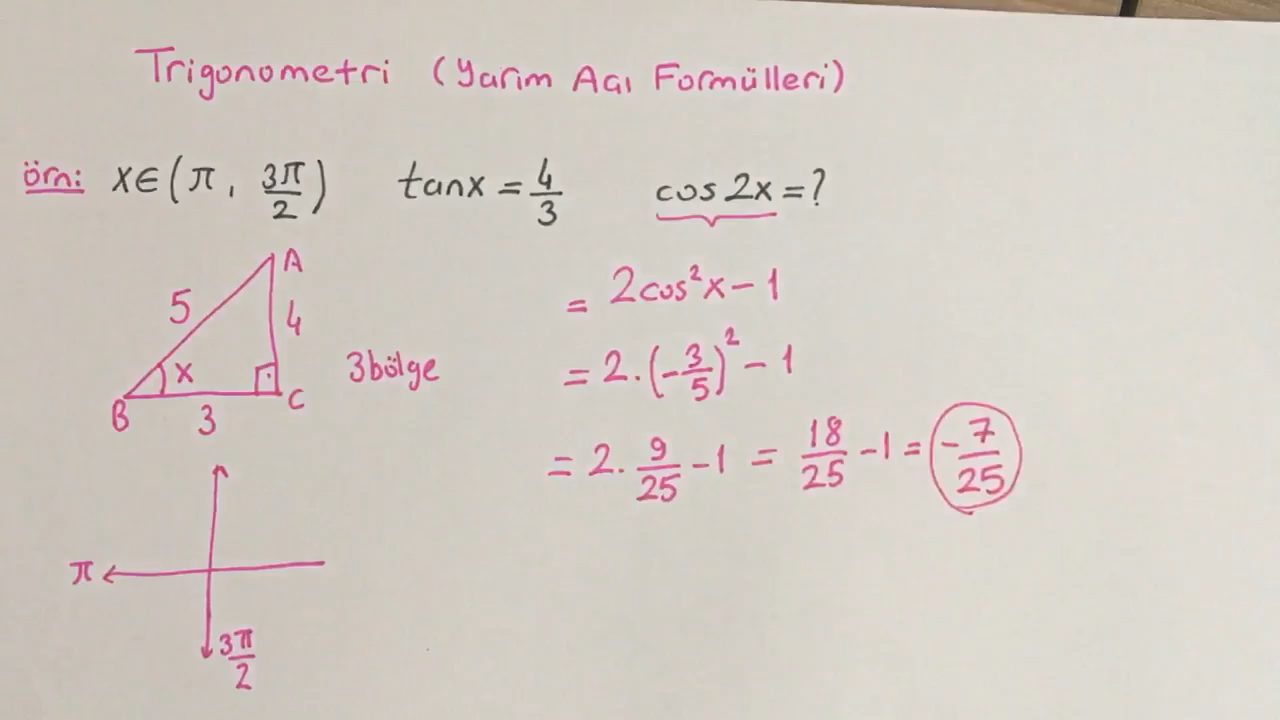 Trigonometri (Yarım Açı Formülleri)
örn: x∈(π, 3π/2) tanx = 4/3 cos2x = ?
A
5
4
x
B
3
C
3bölge
= 2cos²x - 1
= 2.(-3/5)² - 1
= 2. 9/25 - 1 = 18/25 - 1 = -7/25
π
3π/2